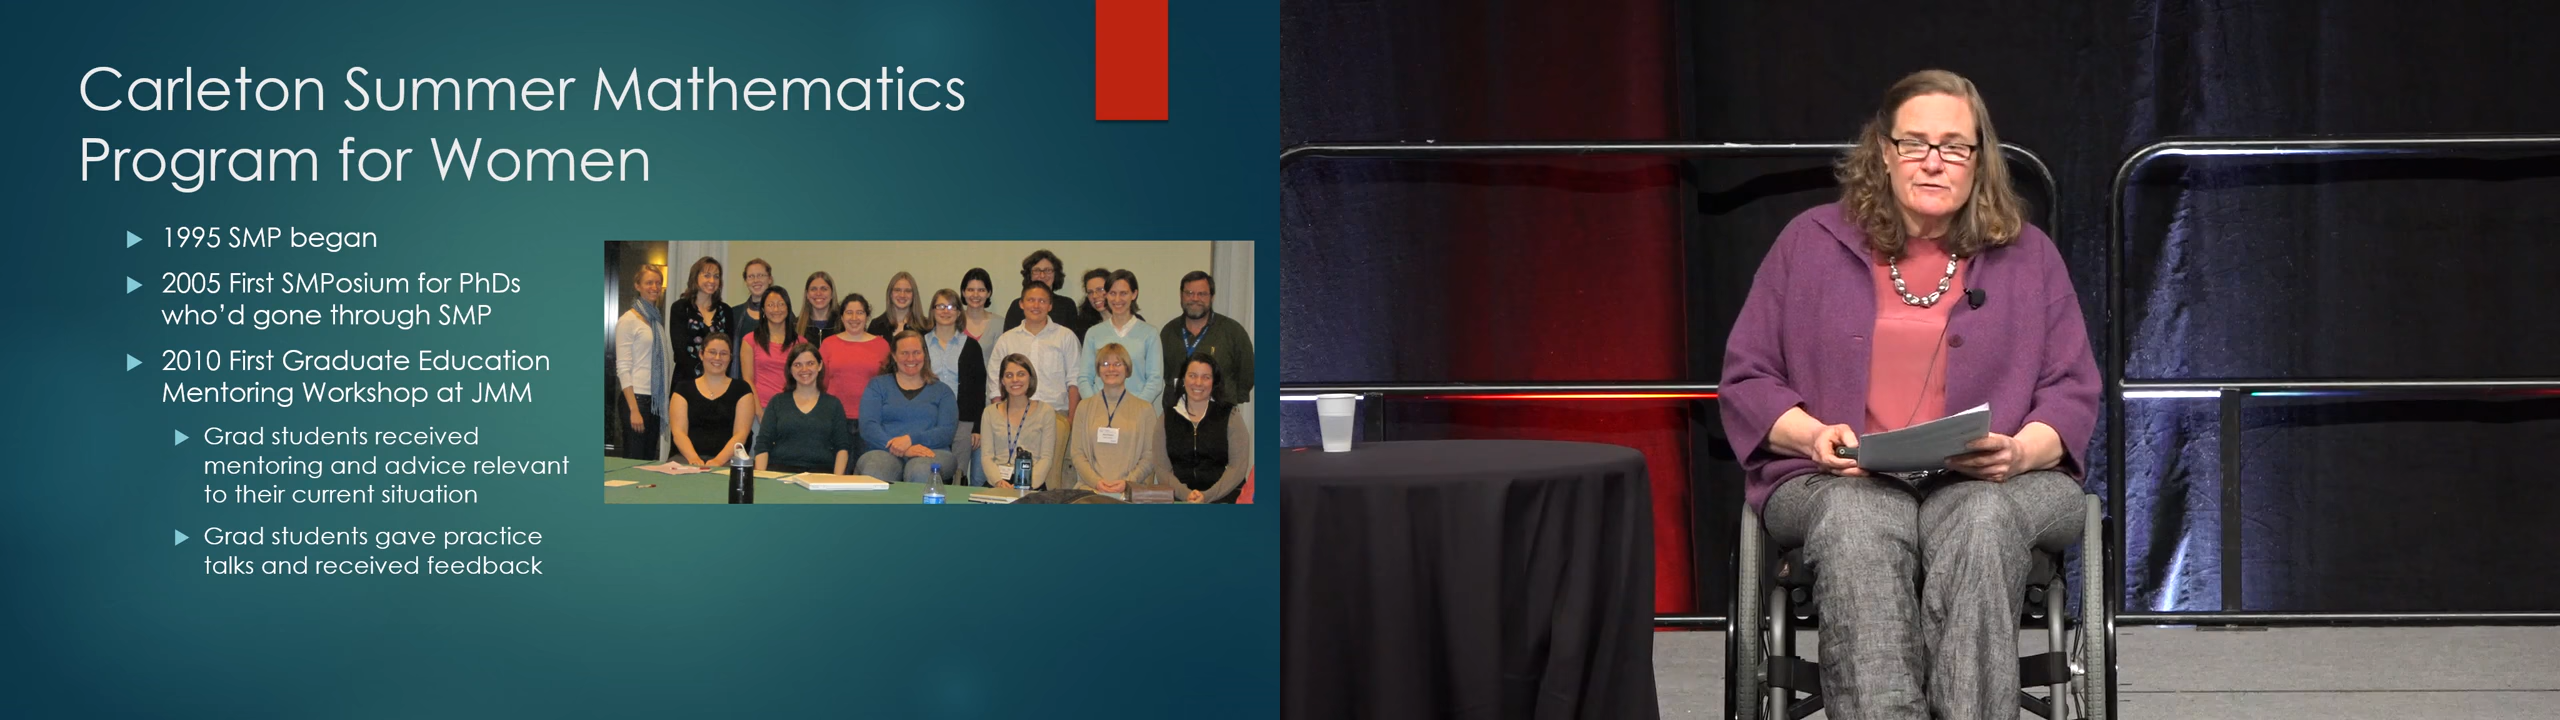 Carleton Summer Mathematics
Program for Women
1995 SMP began
2005 First SMPosium for PhDs
who'd gone through SMP
2010 First Graduate Education
Mentoring Workshop at JMM
Grad students received
mentoring and advice relevant
to their current situation
Grad students gave practice
talks and received feedback